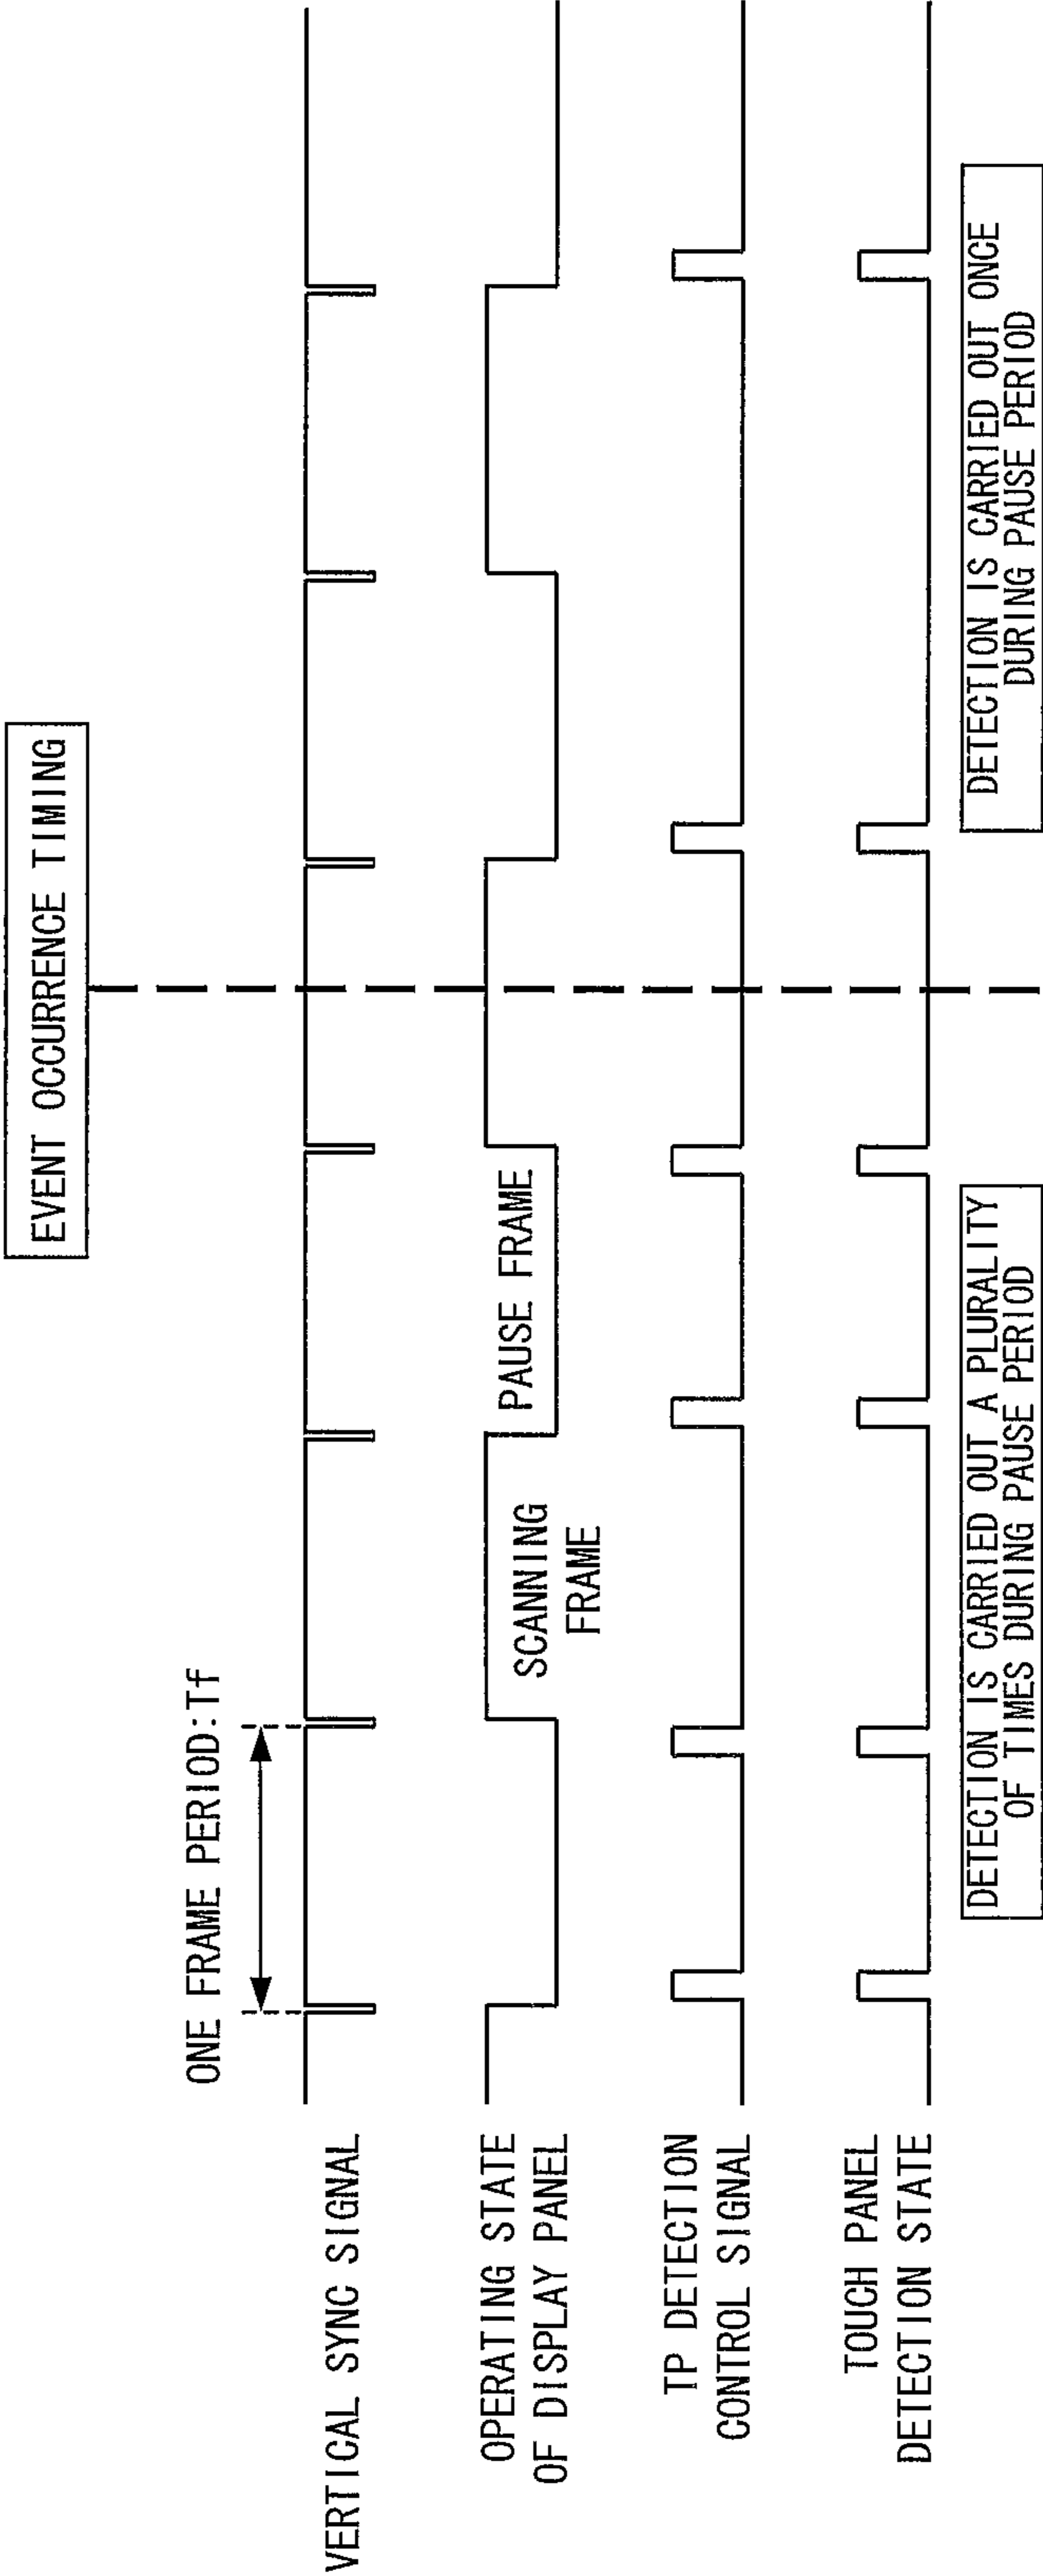 EVENT OCCURRENCE TIMING
ONE FRAME PERIOD:Tf
VERTICAL SYNC SIGNAL
OPERATING STATE
OF DISPLAY PANEL
SCANNING
FRAME
PAUSE FRAME
TP DETECTION
CONTROL SIGNAL
TOUCH PANEL
DETECTION STATE
DETECTION IS CARRIED OUT A PLURALITY
OF TIMES DURING PAUSE PERIOD
DETECTION IS CARRIED OUT ONCE
DURING PAUSE PERIOD